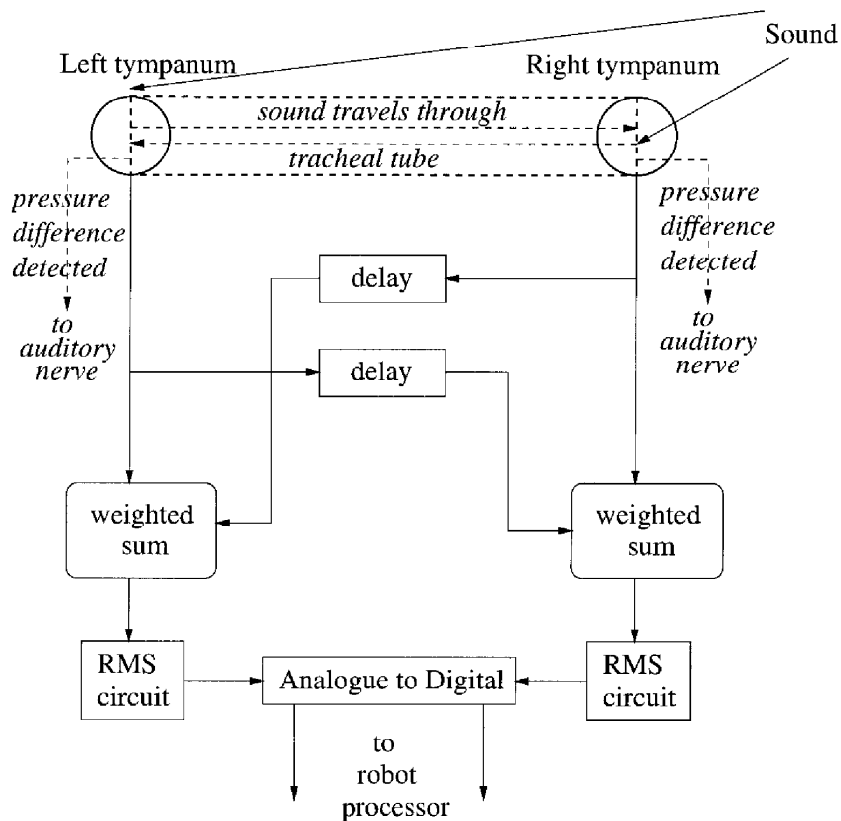 Sound
Left tympanum
Right tympanum
sound travels through
tracheal tube
pressure
difference
detected
pressure
difference
detected
delay
to
auditory
nerve
to
auditory
nerve
delay
weighted
sum
weighted
sum
RMS
circuit
Analogue to Digital
RMS
circuit
to
robot
processor